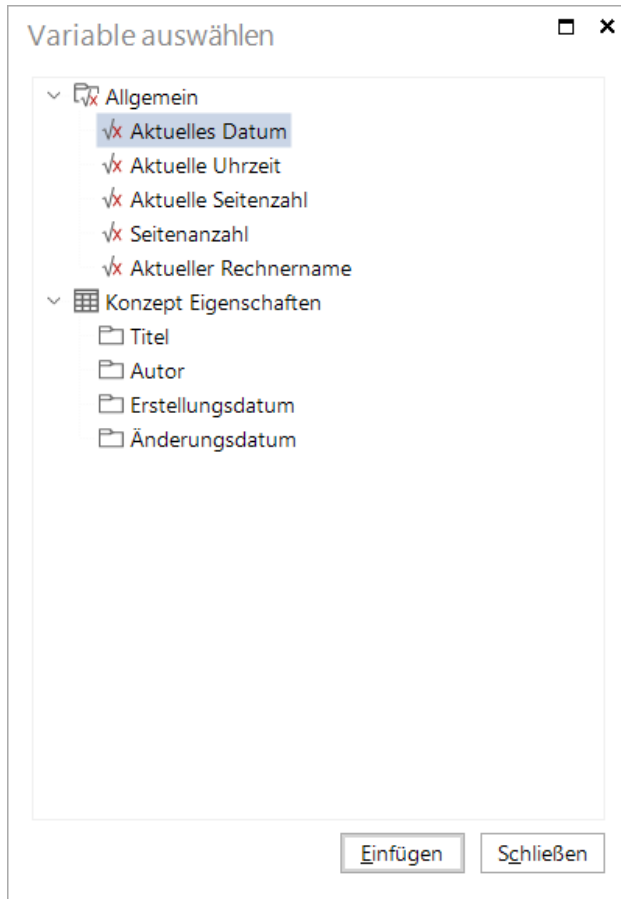 Variable auswählen
Allgemein
Aktuelles Datum
Aktuelle Uhrzeit
Aktuelle Seitenzahl
Seitenanzahl
Aktueller Rechnername
Konzept Eigenschaften
Titel
Autor
Erstellungsdatum
Änderungsdatum
Einfügen Schließen